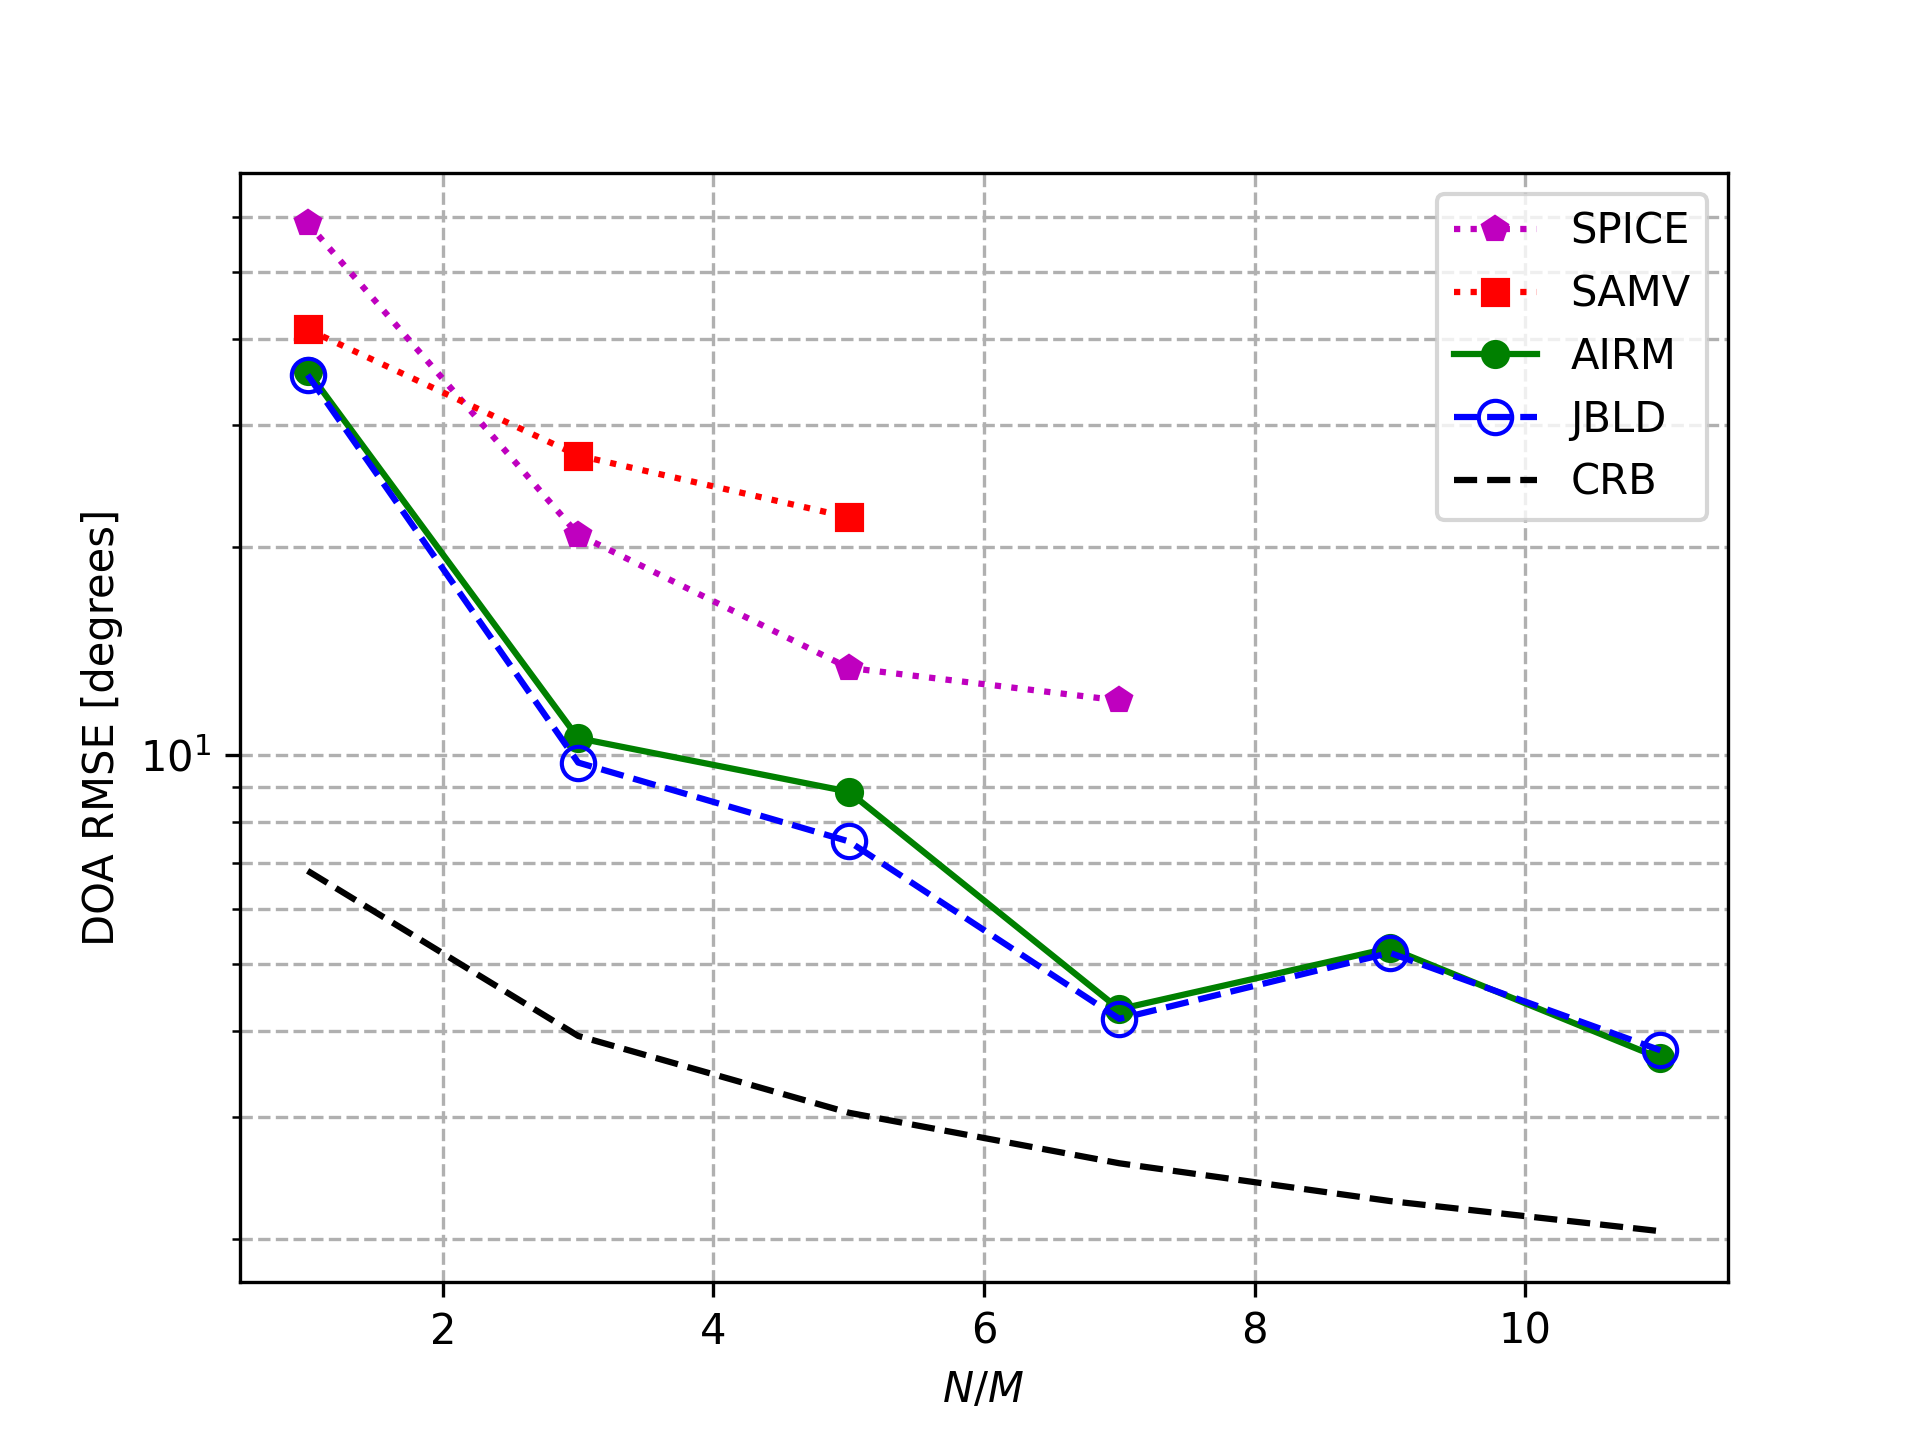 SPICE
SAMV
AIRM
JBLD
CRB
DOA RMSE [degrees]
10¹
2 4 6 8 10
N/M